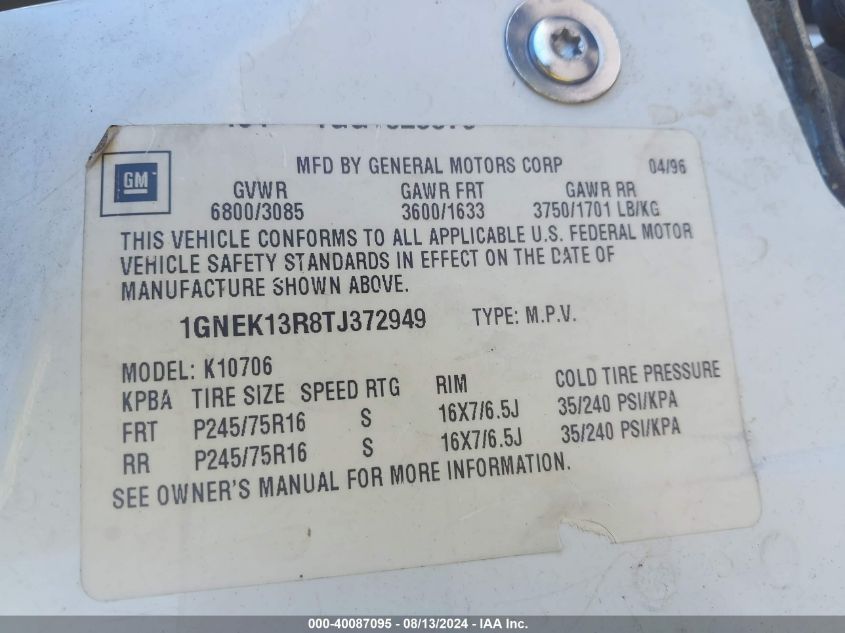 GM
MFD BY GENERAL MOTORS CORP 04/96
GVWR GAWR FRT GAWR RR
6800/3085 3600/1633 3750/1701 LB/KG
THIS VEHICLE CONFORMS TO ALL APPLICABLE U.S. FEDERAL MOTOR
VEHICLE SAFETY STANDARDS IN EFFECT ON THE DATE OF
MANUFACTURE SHOWN ABOVE.
1GNEK13R8TJ372949 TYPE: M.P.V.
MODEL: K10706
KPBA TIRE SIZE SPEED RTG RIM COLD TIRE PRESSURE
FRT P245/75R16 S 16X7/6.5J 35/240 PSI/KPA
RR P245/75R16 S 16X7/6.5J 35/240 PSI/KPA
SEE OWNER'S MANUAL FOR MORE INFORMATION.
000-40087095 - 08/13/2024 - IAA Inc.